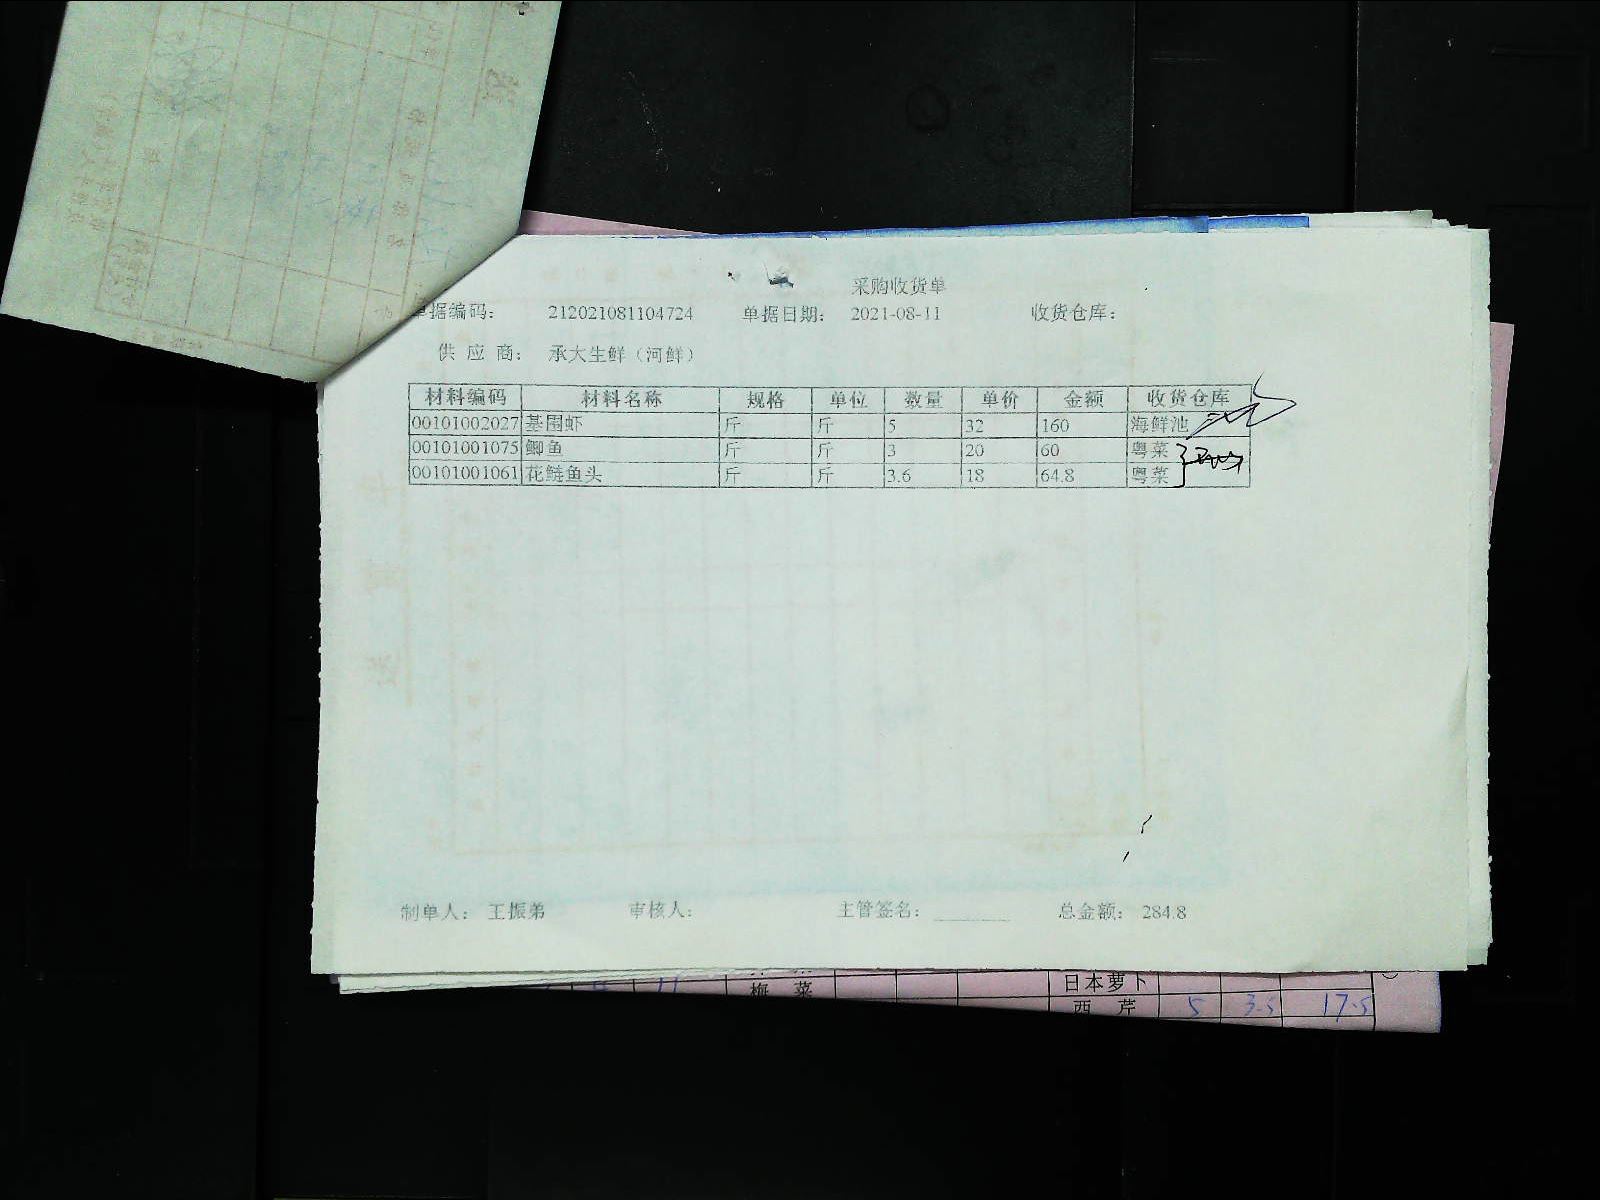 采购收货单
单据编码： 212021081104724 单据日期： 2021-08-11 收货仓库：
供 应 商： 承大生鲜（河鲜）
材料编码 材料名称 规格 单位 数量 单价 金额 收货仓库
00101002027 基围虾 斤 斤 5 32 160 海鲜池
00101001075 鲫鱼 斤 斤 3 20 60 粤菜
00101001061 花鲢鱼头 斤 斤 3.6 18 64.8 粤菜
制单人： 王振弟 审核人： 主管签名： 总金额： 284.8
梅 菜 日本萝卜
西 芹 5 3.5 17.5